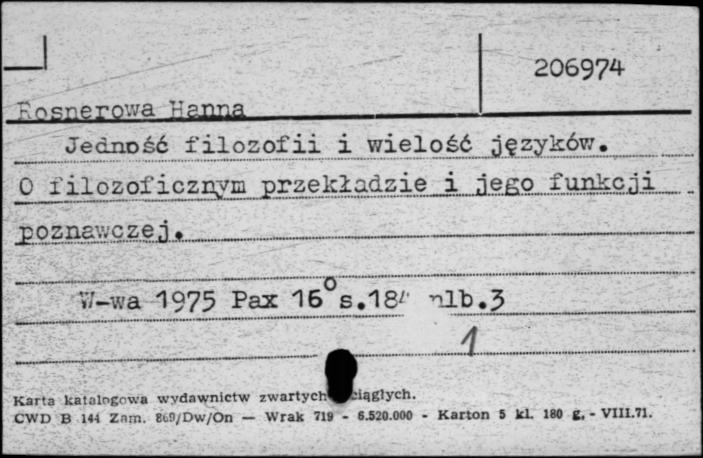 206974
Rosnerowa Hanna
Jedność filozofii i wielość języków.
O filozoficznym przekładzie i jego funkcji
poznawczej.
W-wa 1975 Pax 16° s. nlb.3
1
Karta katalogowa wydawnictw zwartych ciągłych.
CWD B 144 Zam. 869/Dw/On — Wrak 719 - 6.520.000 - Karton 5 kl. 180 g. - VIII.71.